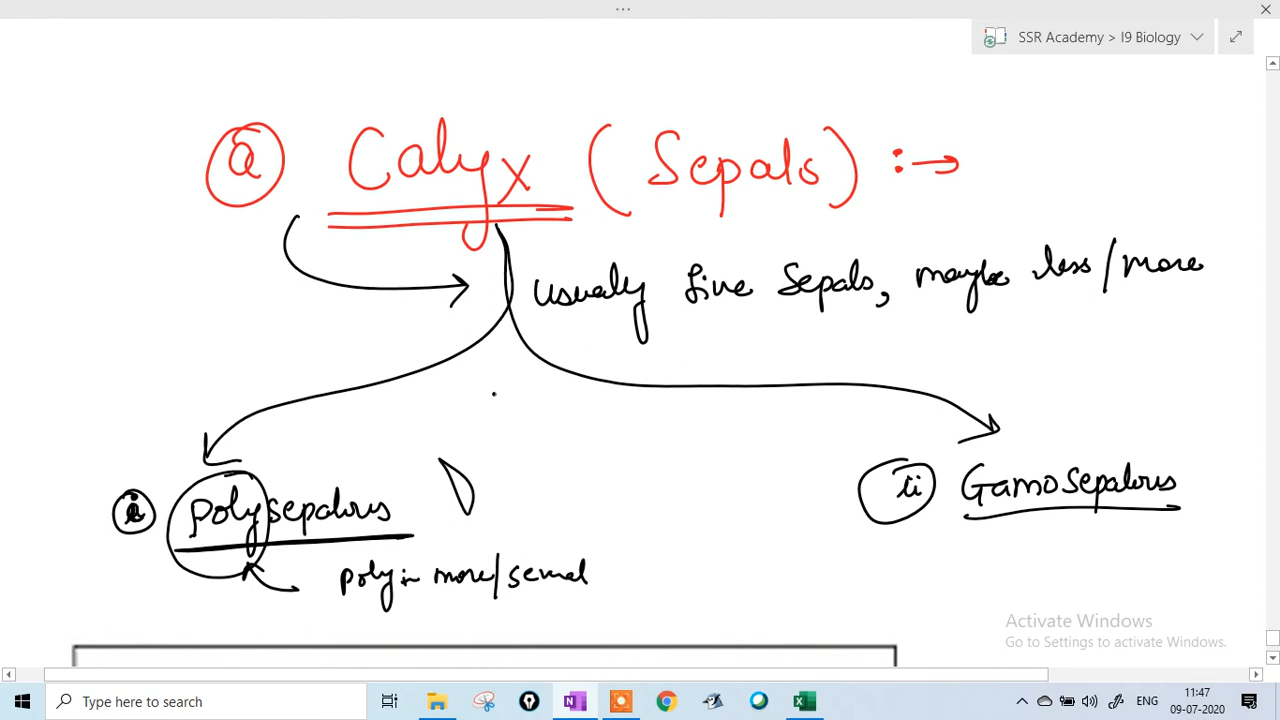 SSR Academy > I9 Biology
a Calyx (Sepals) :→
usualy five Sepals, maybe less/more
i polysepalous
ii Gamosepalous
poly more/several
Activate Windows
Go to Settings to activate Windows.
Type here to search
ENG
11:47
09-07-2020